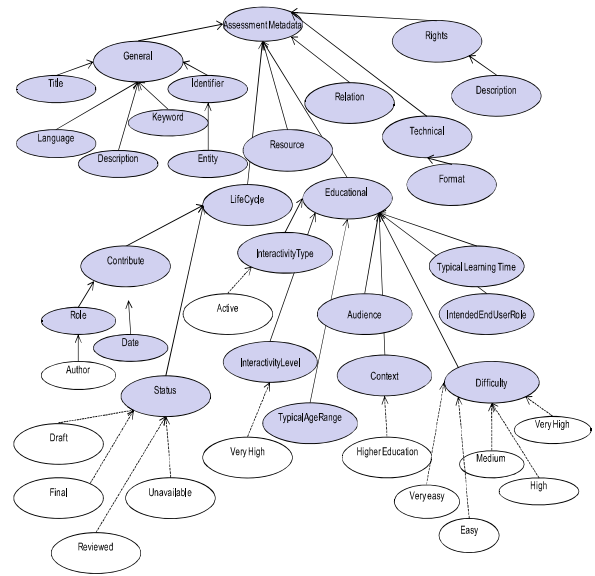 Assessment Metadata
Rights
General
Title
Identifier
Relation
Description
Keyword
Language
Technical
Resource
Description
Entity
Format
LifeCycle
Educational
InteractivityType
Contribute
Typical Learning Time
Active
Role
Audience
IntendedEndUserRole
Date
Author
InteractivityLevel
Context
Difficulty
Status
TypicalAgeRange
Very High
Draft
Very High
Higher Education
Medium
Final
Unavailable
High
Veryeasy
Easy
Reviewed